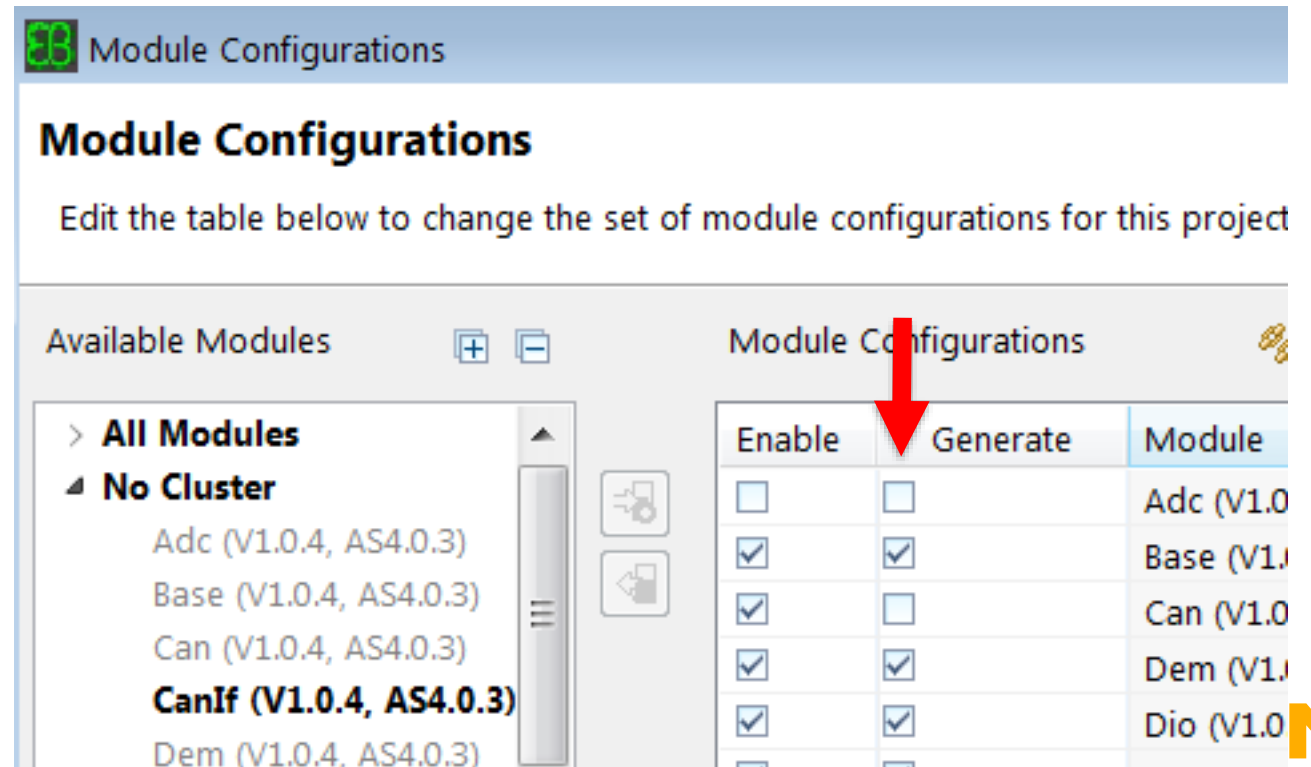 EB Module Configurations
Module Configurations
Edit the table below to change the set of module configurations for this project
Available Modules Module Configurations
All Modules
No Cluster
Adc (V1.0.4, AS4.0.3)
Base (V1.0.4, AS4.0.3)
Can (V1.0.4, AS4.0.3)
CanIf (V1.0.4, AS4.0.3)
Dem (V1.0.4, AS4.0.3)
Enable Generate Module
Adc (V1.0
Base (V1.
Can (V1.0
Dem (V1.
Dio (V1.0